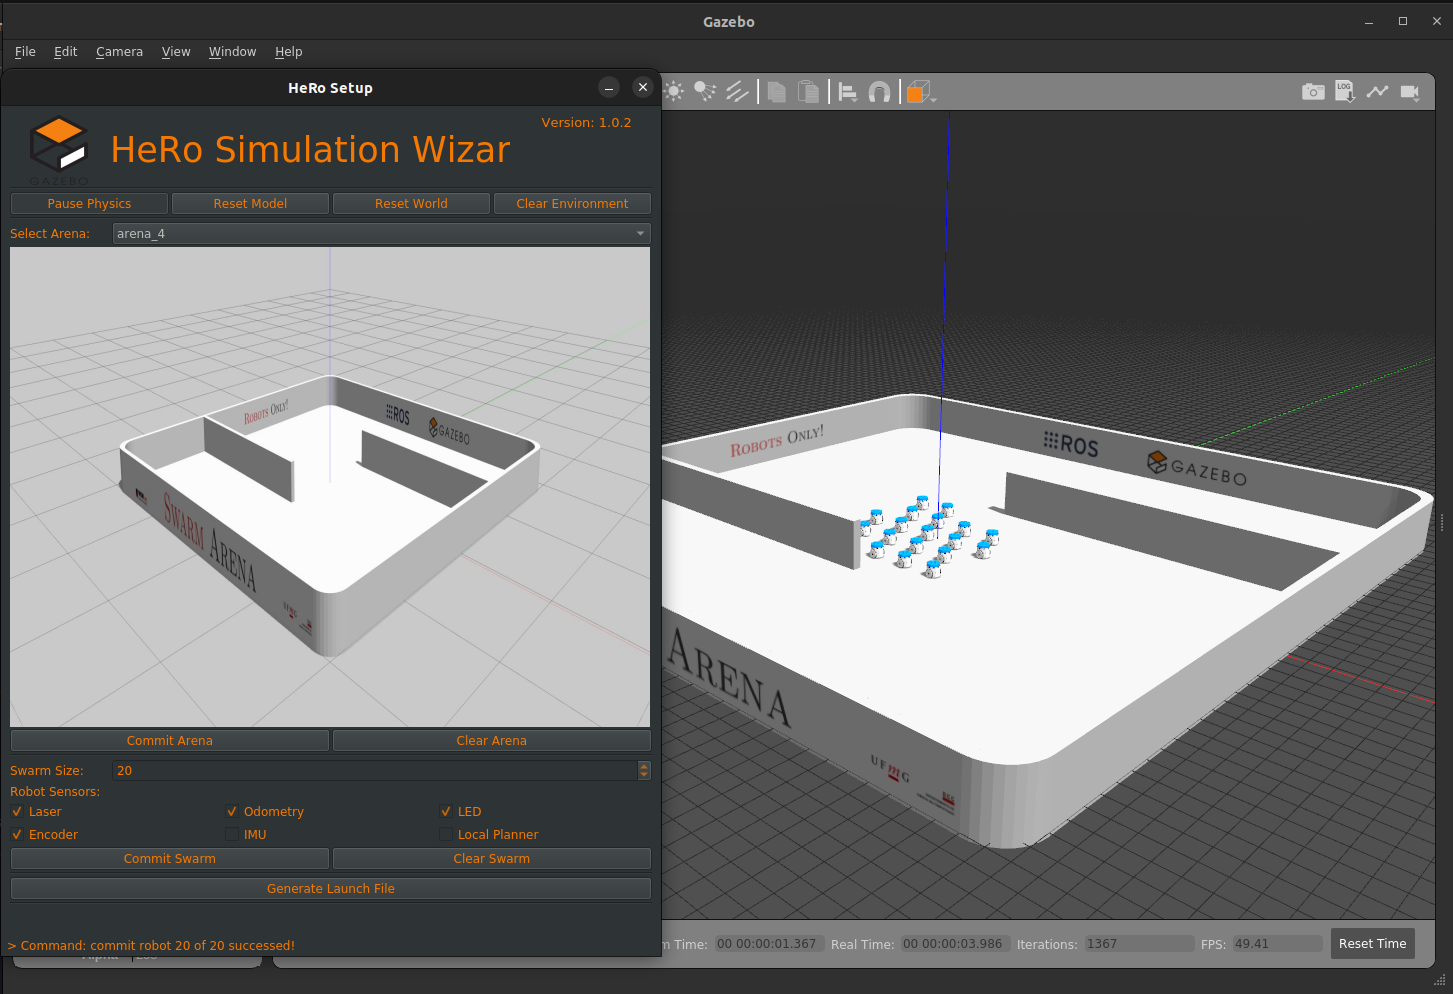 Gazebo
File Edit Camera View Window Help
HeRo Setup
LOG
Version: 1.0.2
HeRo Simulation Wizar
GAZEBO
Pause Physics Reset Model Reset World Clear Environment
Select Arena: arena_4
ROBOTS ONLY!
ROS
GAZEBO
SWARM ARENA
UFMG
ROBOTS ONLY!
ROS
GAZEBO
ARENA
UFMG
Commit Arena Clear Arena
Swarm Size: 20
Robot Sensors:
Laser Odometry LED
Encoder IMU Local Planner
Commit Swarm Clear Swarm
Generate Launch File
> Command: commit robot 20 of 20 successed!
m Time: 00 00:00:01.367 Real Time: 00 00:00:03.986 Iterations: 1367 FPS: 49.41 Reset Time